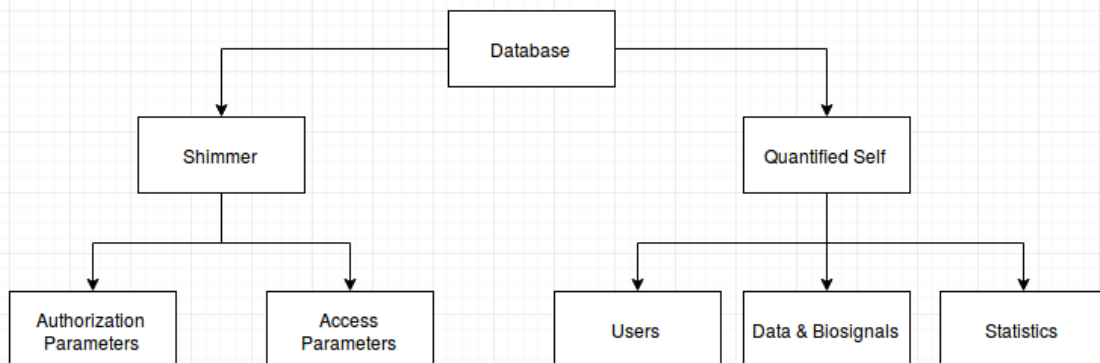 Database
Shimmer
Quantified Self
Authorization
Parameters
Access
Parameters
Users
Data & Biosignals
Statistics